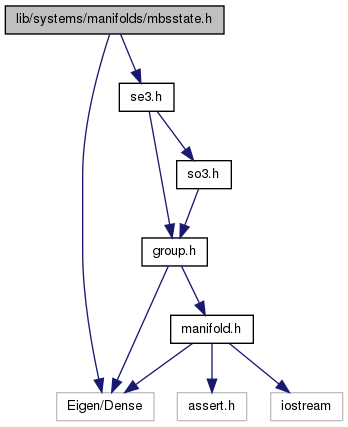 lib/systems/manifolds/mbsstate.h
se3.h
so3.h
group.h
manifold.h
Eigen/Dense
assert.h
iostream